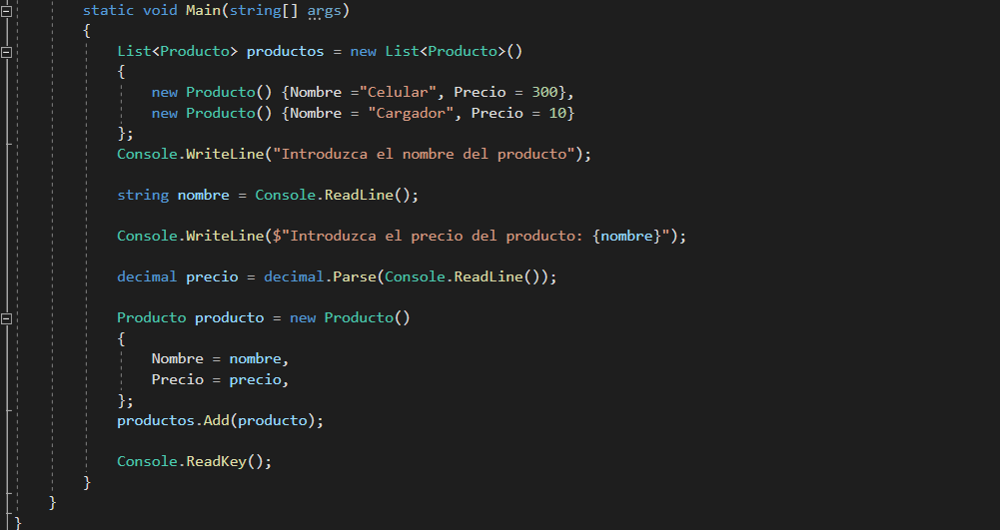 static void Main(string[] args)
{
List<Producto> productos = new List<Producto>()
{
new Producto() {Nombre ="Celular", Precio = 300},
new Producto() {Nombre = "Cargador", Precio = 10}
};
Console.WriteLine("Introduzca el nombre del producto");
string nombre = Console.ReadLine();
Console.WriteLine($"Introduzca el precio del producto: {nombre}");
decimal precio = decimal.Parse(Console.ReadLine());
Producto producto = new Producto()
{
Nombre = nombre,
Precio = precio,
};
productos.Add(producto);
Console.ReadKey();
}
}
}